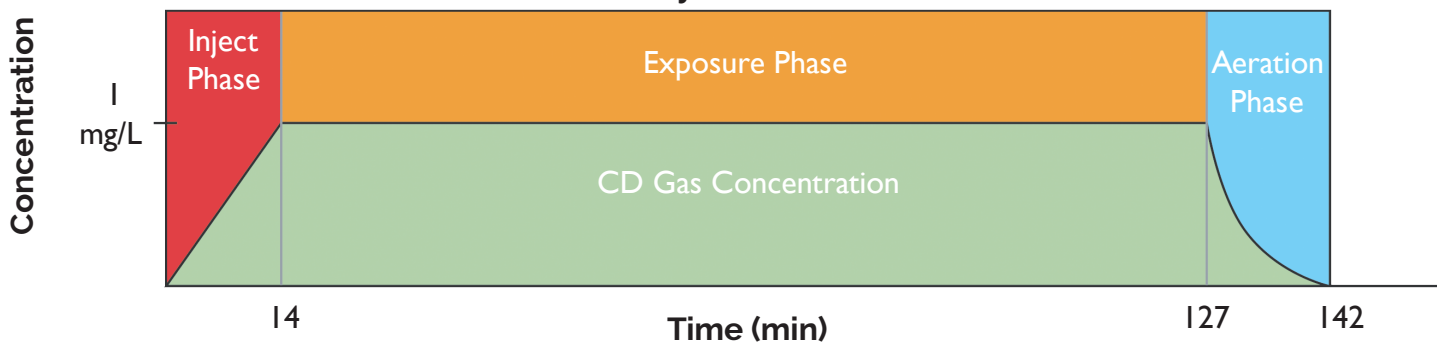 Concentration
1
mg/L
Inject
Phase
Exposure Phase
Aeration
Phase
CD Gas Concentration
14
127
142
Time (min)